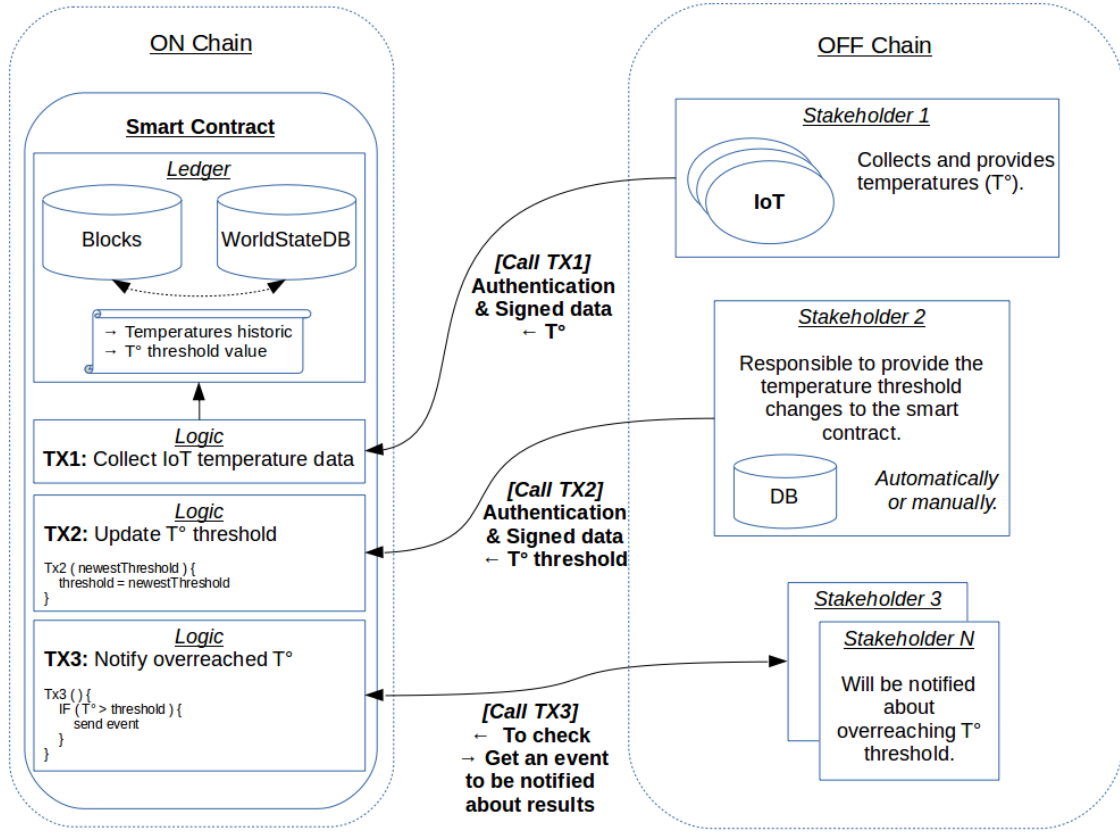 ON Chain
Smart Contract
Ledger
Blocks
WorldStateDB
→ Temperatures historic
→ T° threshold value
Logic
TX1: Collect IoT temperature data
Logic
TX2: Update T° threshold
Tx2 ( newestThreshold ) {
threshold = newestThreshold
}
Logic
TX3: Notify overreached T°
Tx3 ( ) {
IF ( T° > threshold ) {
send event
}
}
[Call TX1]
Authentication
& Signed data
← T°
[Call TX2]
Authentication
& Signed data
← T° threshold
[Call TX3]
← To check
→ Get an event
to be notified
about results
OFF Chain
Stakeholder 1
IoT
Collects and provides
temperatures (T°).
Stakeholder 2
Responsible to provide the
temperature threshold
changes to the smart
contract.
DB
Automatically
or manually.
Stakeholder 3
Stakeholder N
Will be notified
about
overreaching T°
threshold.